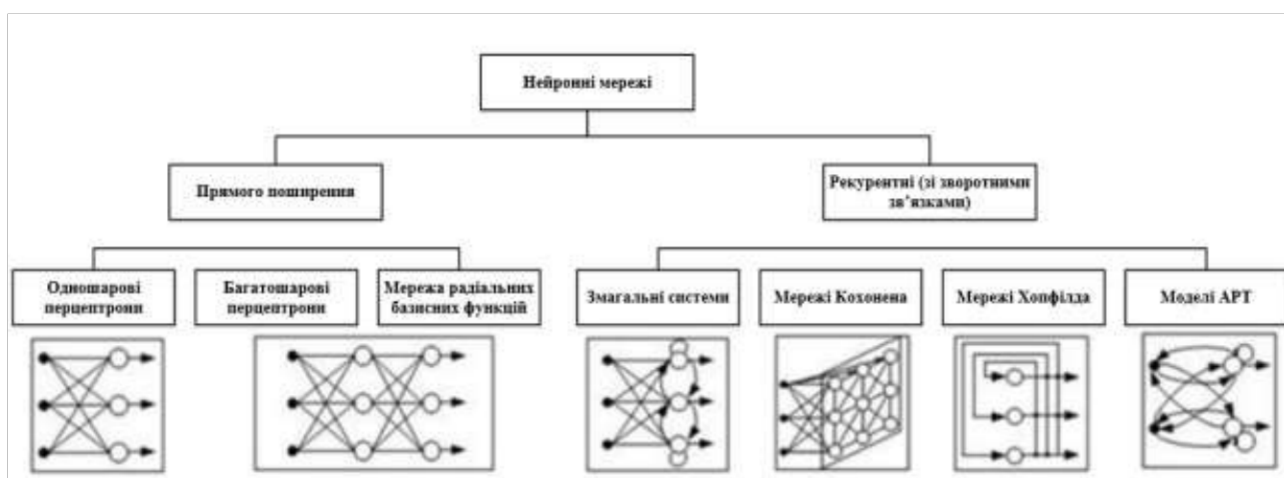 Нейронні мережі
Прямого поширення
Рекурентні (зі зворотними
зв'язками)
Одношарові
перцептрони
Багатошарові
перцептрони
Мережа радіальних
базисних функцій
Змагальні системи
Мережі Кохонена
Мережі Хопфілда
Моделі АРТ